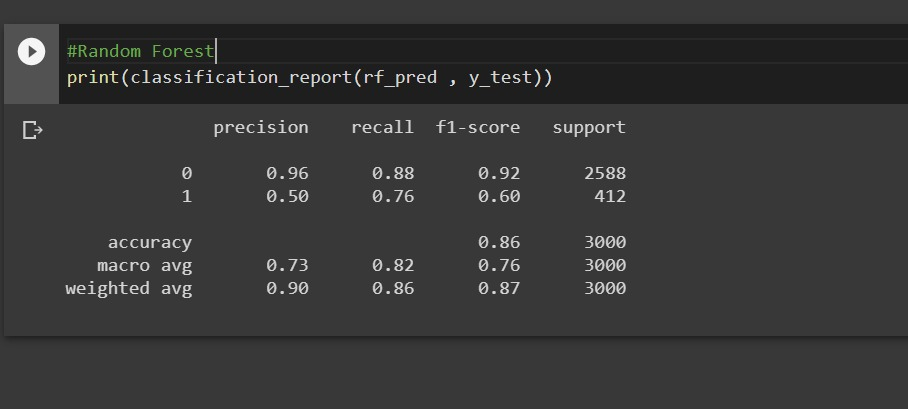 #Random Forest
print(classification_report(rf_pred , y_test))
precision recall f1-score support
0 0.96 0.88 0.92 2588
1 0.50 0.76 0.60 412
accuracy 0.86 3000
macro avg 0.73 0.82 0.76 3000
weighted avg 0.90 0.86 0.87 3000